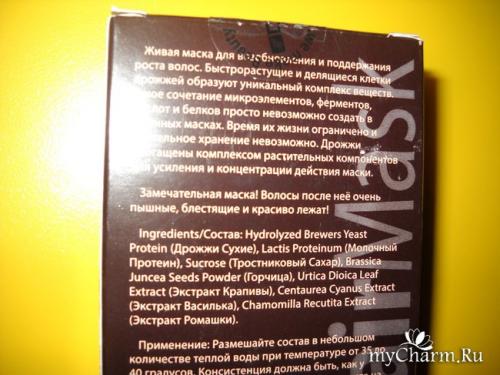 Живая маска для возобновления и поддержания
роста волос. Быстрорастущие и делящиеся клетки
дрожжей образуют уникальный комплекс веществ.
сочетание микроэлементов, ферментов,
и белков просто невозможно создать в
масках. Время их жизни ограничено и
хранение невозможно. Дрожжи
комплексом растительных компонентов
для усиления и концентрации действия маски.
Замечательная маска! Волосы после неё очень
пышные, блестящие и красиво лежат!
Ingredients/Состав: Hydrolyzed Brewers Yeast
Protein (Дрожжи Сухие), Lactis Proteinum (Молочный
Протеин), Sucrose (Тростниковый Сахар), Brassica
Juncea Seeds Powder (Горчица), Urtica Dioica Leaf
Extract (Экстракт Крапивы), Centaurea Cyanus Extract
(Экстракт Василька), Chamomilla Recutita Extract
(Экстракт Ромашки).
Применение: Размешайте состав в небольшом
количестве теплой воды при температуре от 35 до
40 градусов. Консистенция должна быть, как у
Mask
myCharm.Ru